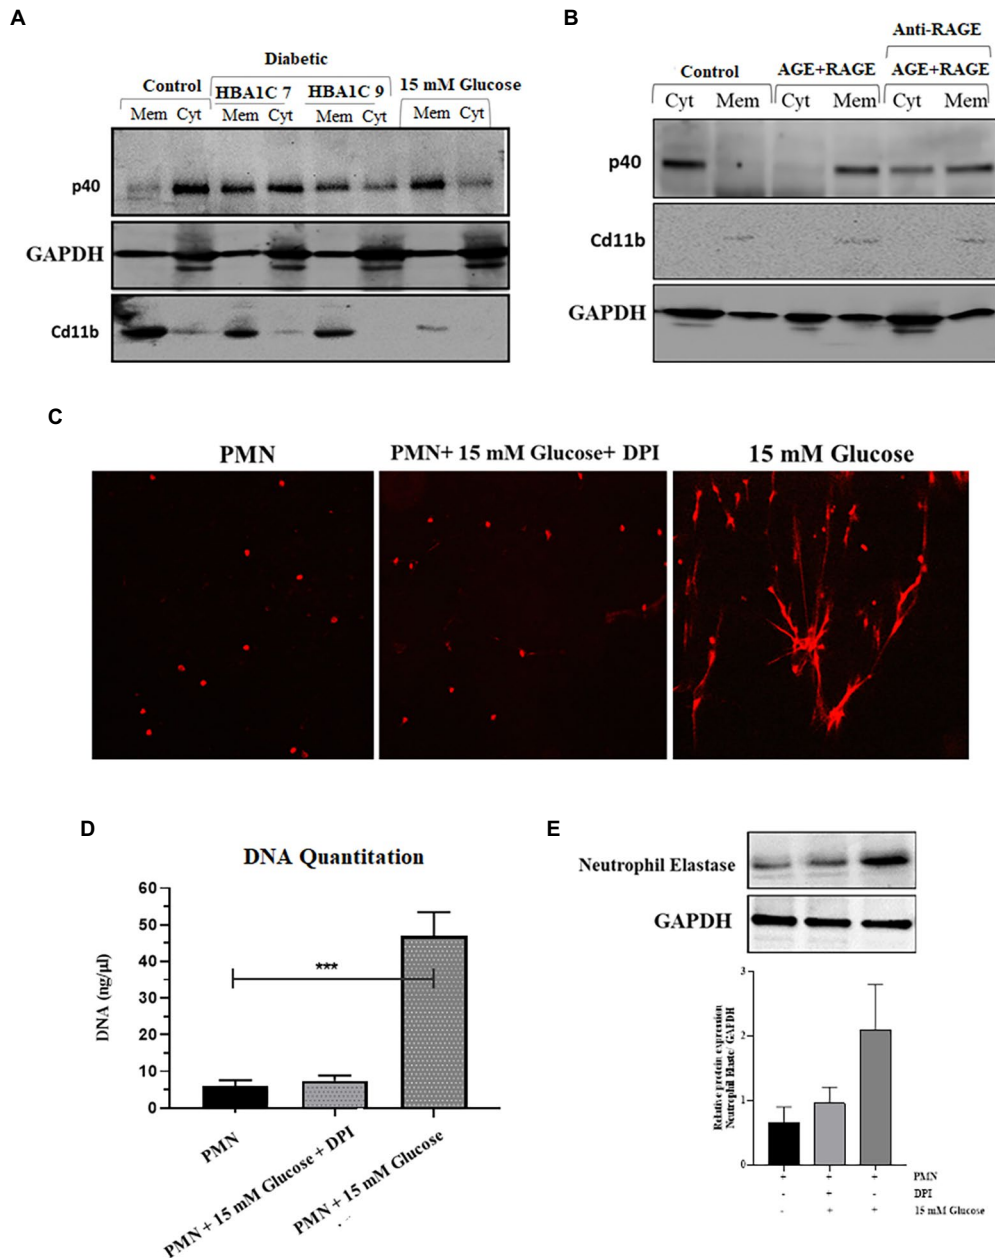 A
Diabetic
Control
HBA1C 7
HBA1C 9
15 mM Glucose
Mem Cyt Mem Cyt Mem Cyt Mem Cyt
p40
GAPDH
Cd11b
B
Anti-RAGE
Control
AGE+RAGE
AGE+RAGE
Cyt Mem Cyt Mem Cyt Mem
p40
Cd11b
GAPDH
C
PMN
PMN+ 15 mM Glucose+ DPI
15 mM Glucose
D
DNA Quantitation
DNA (ng/µl)
60
50
40
30
20
10
0
***
PMN
PMN + 15 mM Glucose + DPI
PMN + 15 mM Glucose
E
Neutrophil Elastase
GAPDH
Relative protein expression
Neutrophil Elastc/ GAFDH
3
2
1
0
+ + + PMN
- + - DPI
- + + 15 mM Glucose